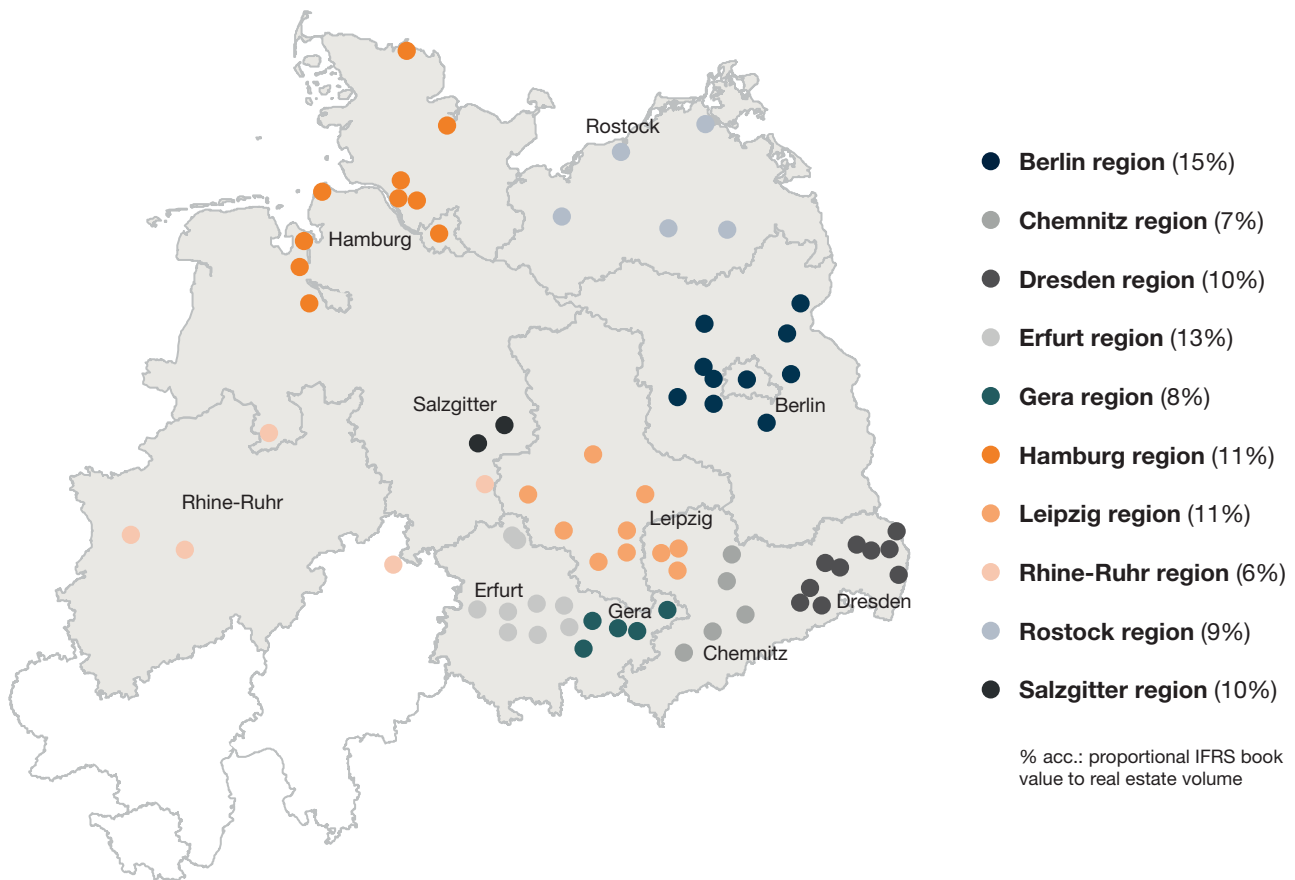 Rostock
Hamburg
Salzgitter
Berlin
Rhine-Ruhr
Leipzig
Erfurt
Gera
Dresden
Chemnitz
Berlin region (15%)
Chemnitz region (7%)
Dresden region (10%)
Erfurt region (13%)
Gera region (8%)
Hamburg region (11%)
Leipzig region (11%)
Rhine-Ruhr region (6%)
Rostock region (9%)
Salzgitter region (10%)
% acc.: proportional IFRS book
value to real estate volume